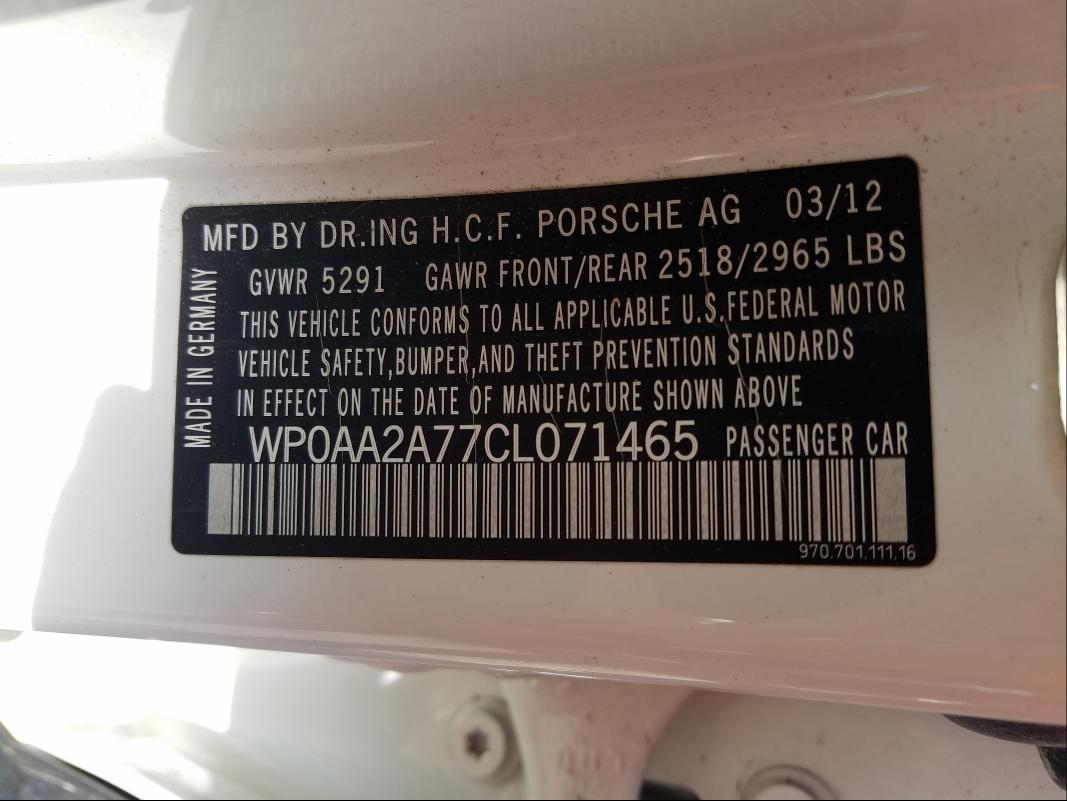 MFD BY DR.ING H.C.F. PORSCHE AG 03/12
GVWR 5291 GAWR FRONT/REAR 2518/2965 LBS
THIS VEHICLE CONFORMS TO ALL APPLICABLE U.S.FEDERAL MOTOR
VEHICLE SAFETY,BUMPER,AND THEFT PREVENTION STANDARDS
IN EFFECT ON THE DATE OF MANUFACTURE SHOWN ABOVE
WP0AA2A77CL071465 PASSENGER CAR
970.701.111.16
MADE IN GERMANY